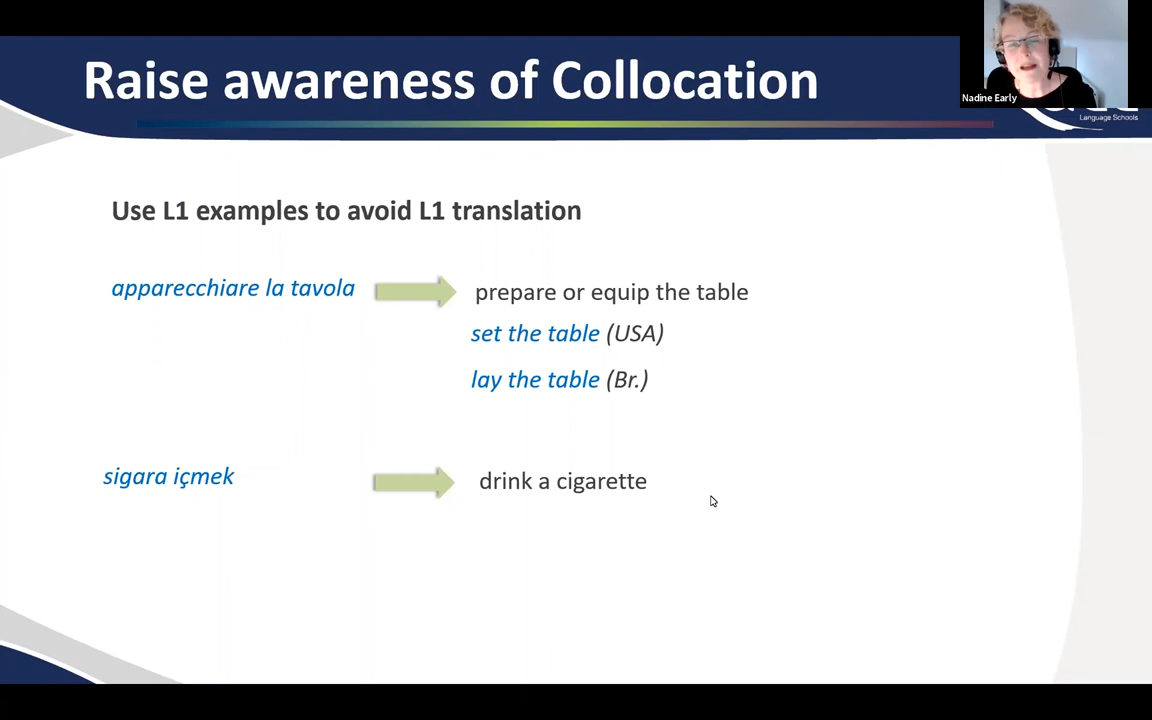 Raise awareness of Collocation
Nadine Early
Language Schools
Use L1 examples to avoid L1 translation
apparecchiare la tavola
prepare or equip the table
set the table (USA)
lay the table (Br.)
sigara içmek
drink a cigarette